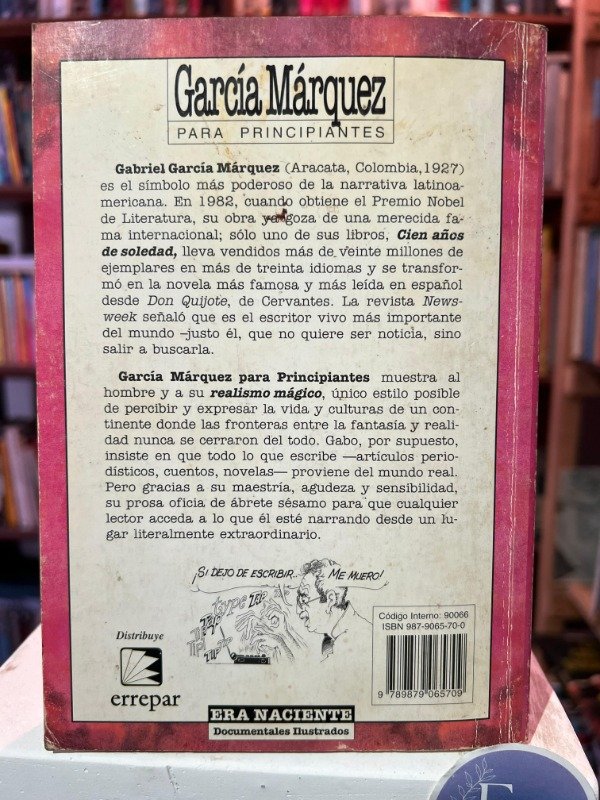 García Márquez
PARA PRINCIPIANTES
Gabriel García Márquez (Aracata, Colombia, 1927)
es el símbolo más poderoso de la narrativa latinoa-
mericana. En 1982, cuando obtiene el Premio Nobel
de Literatura, su obra ya goza de una merecida fa-
ma internacional; sólo uno de sus libros, Cien años
de soledad, lleva vendidos más de veinte millones de
ejemplares en más de treinta idiomas y se transfor-
mó en la novela más famosa y más leída en español
desde Don Quijote, de Cervantes. La revista News-
week señaló que es el escritor vivo más importante
del mundo –justo él, que no quiere ser noticia, sino
salir a buscarla.
García Márquez para Principiantes muestra al
hombre y a su realismo mágico, único estilo posible
de percibir y expresar la vida y culturas de un con-
tinente donde las fronteras entre la fantasía y reali-
dad nunca se cerraron del todo. Gabo, por supuesto,
insiste en que todo lo que escribe —artículos perio-
dísticos, cuentos, novelas— proviene del mundo real.
Pero gracias a su maestría, agudeza y sensibilidad,
su prosa oficia de ábrete sésamo para que cualquier
lector acceda a lo que él esté narrando desde un lu-
gar literalmente extraordinario.
¡SI DEJO DE ESCRIBIR... ME MUERO!
Type
Código Interno: 90066
ISBN 987-9065-70-0
9 789879 065709
Distribuye
errepar
ERA NACIENTE
Documentales Ilustrados